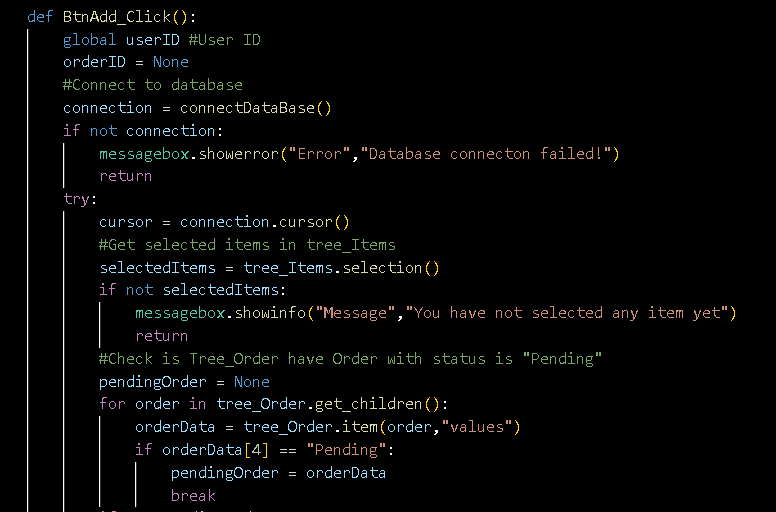 def BtnAdd_Click():
global userID #User ID
orderID = None
#Connect to database
connection = connectDataBase()
if not connection:
messagebox.showerror("Error","Database connecton failed!")
return
try:
cursor = connection.cursor()
#Get selected items in tree_Items
selectedItems = tree_Items.selection()
if not selectedItems:
messagebox.showinfo("Message","You have not selected any item yet")
return
#Check is Tree_Order have Order with status is "Pending"
pendingOrder = None
for order in tree_Order.get_children():
orderData = tree_Order.item(order,"values")
if orderData[4] == "Pending":
pendingOrder = orderData
break